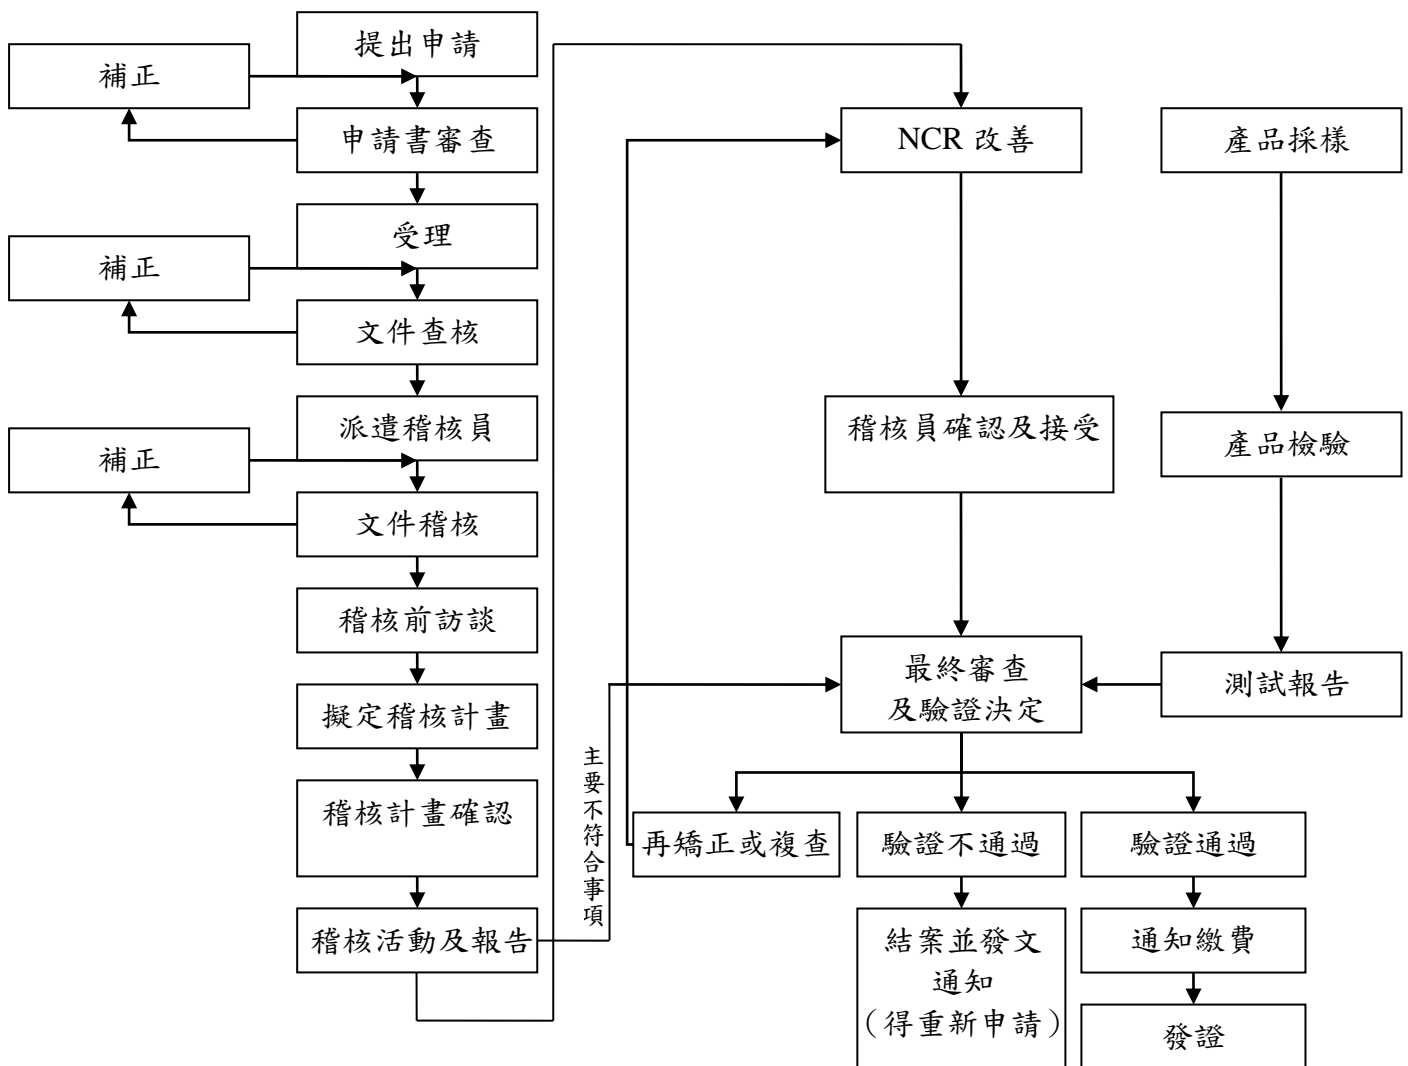 提出申請
補正
申請書審查
受理
補正
文件查核
派遣稽核員
補正
文件稽核
稽核前訪談
擬定稽核計畫
稽核計畫確認
稽核活動及報告
主要不符合事項
NCR 改善
稽核員確認及接受
最終審查
及驗證決定
產品採樣
產品檢驗
測試報告
再矯正或複查
驗證不通過
結案並發文
通知
（得重新申請）
驗證通過
通知繳費
發證